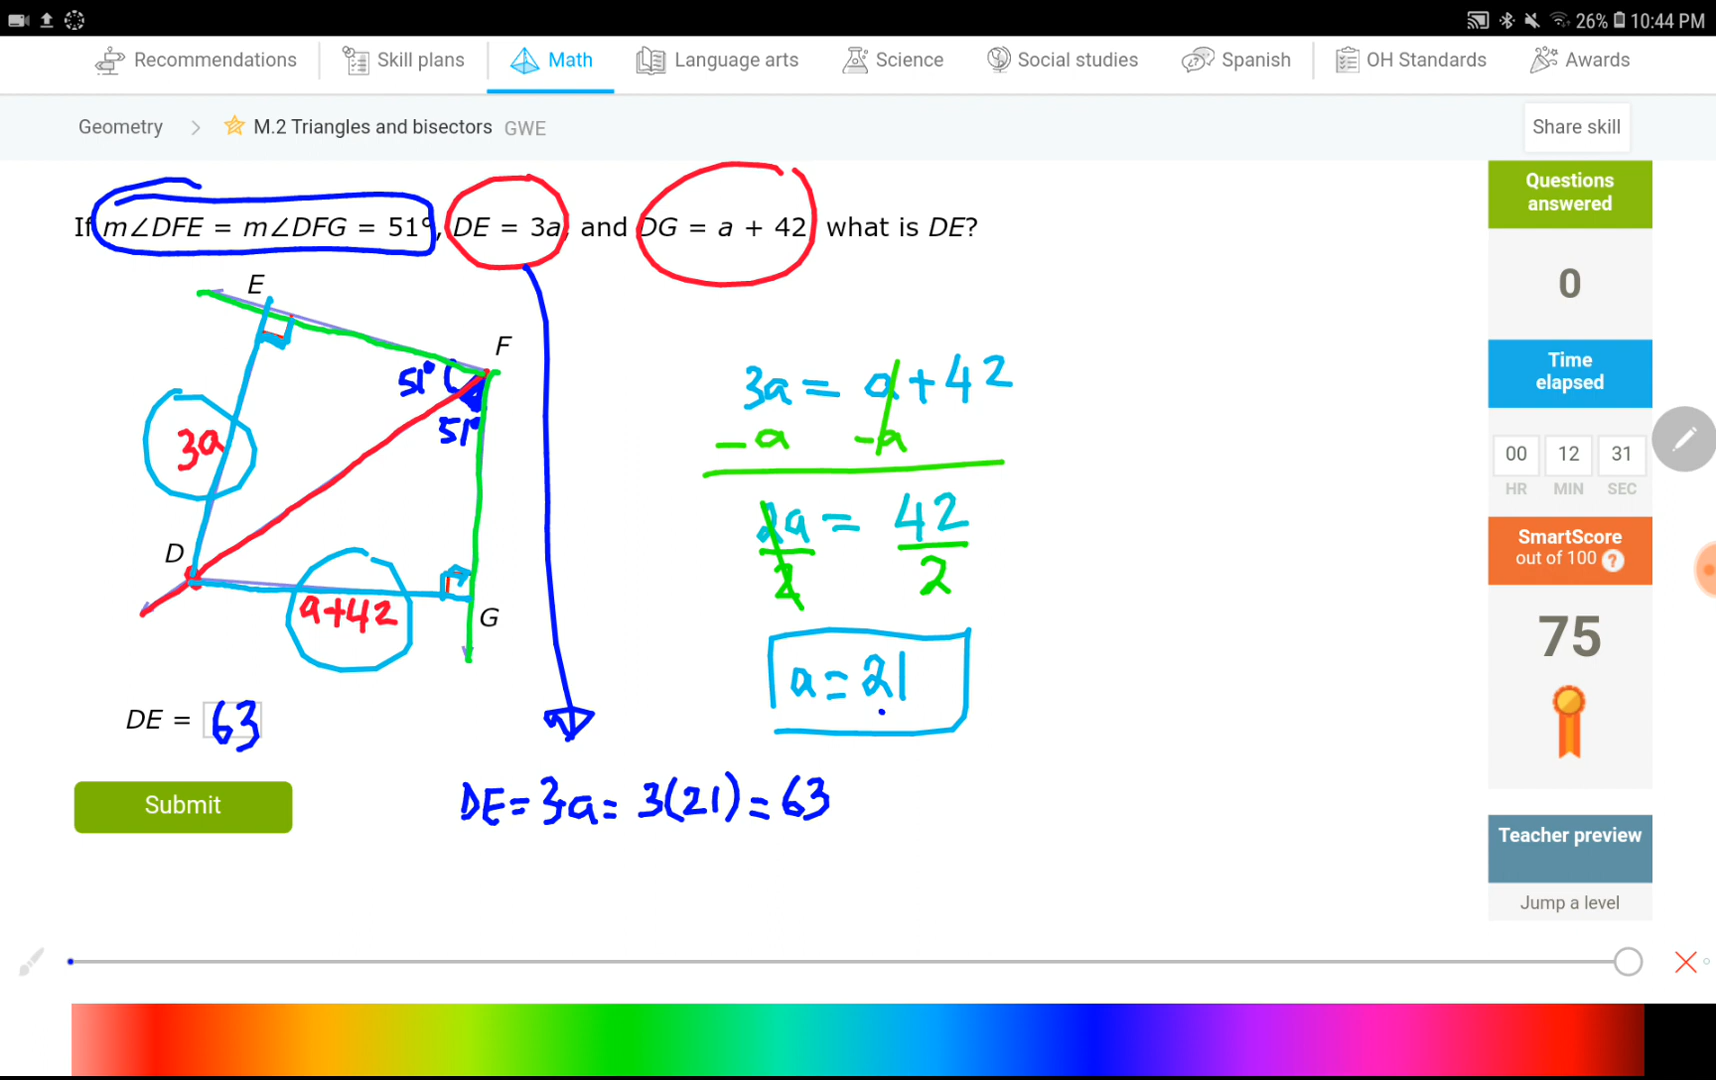 26% 10:44 PM
Recommendations Skill plans Math Language arts Science Social studies Spanish OH Standards Awards
Geometry > M.2 Triangles and bisectors GWE
Share skill
If m∠DFE = m∠DFG = 51°, DE = 3a, and DG = a + 42, what is DE?
E
F
51°
51°
3a
D
a+42
G
3a = a + 42
-a -a
2a = 42
2 2
a = 21
DE = 63
DE = 3a = 3(21) = 63
Submit
Questions
answered
0
Time
elapsed
00 12 31
HR MIN SEC
SmartScore
out of 100 ?
75
Teacher preview
Jump a level